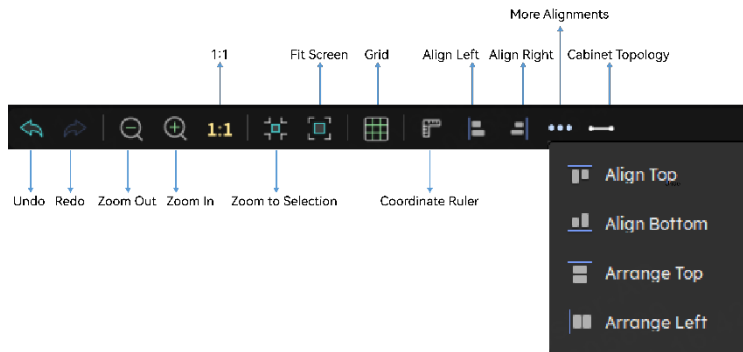 More Alignments
1:1
Fit Screen
Grid
Align Left
Align Right
Cabinet Topology
1:1
Undo
Redo
Zoom Out
Zoom In
Zoom to Selection
Coordinate Ruler
Align Top
Align Bottom
Arrange Top
Arrange Left